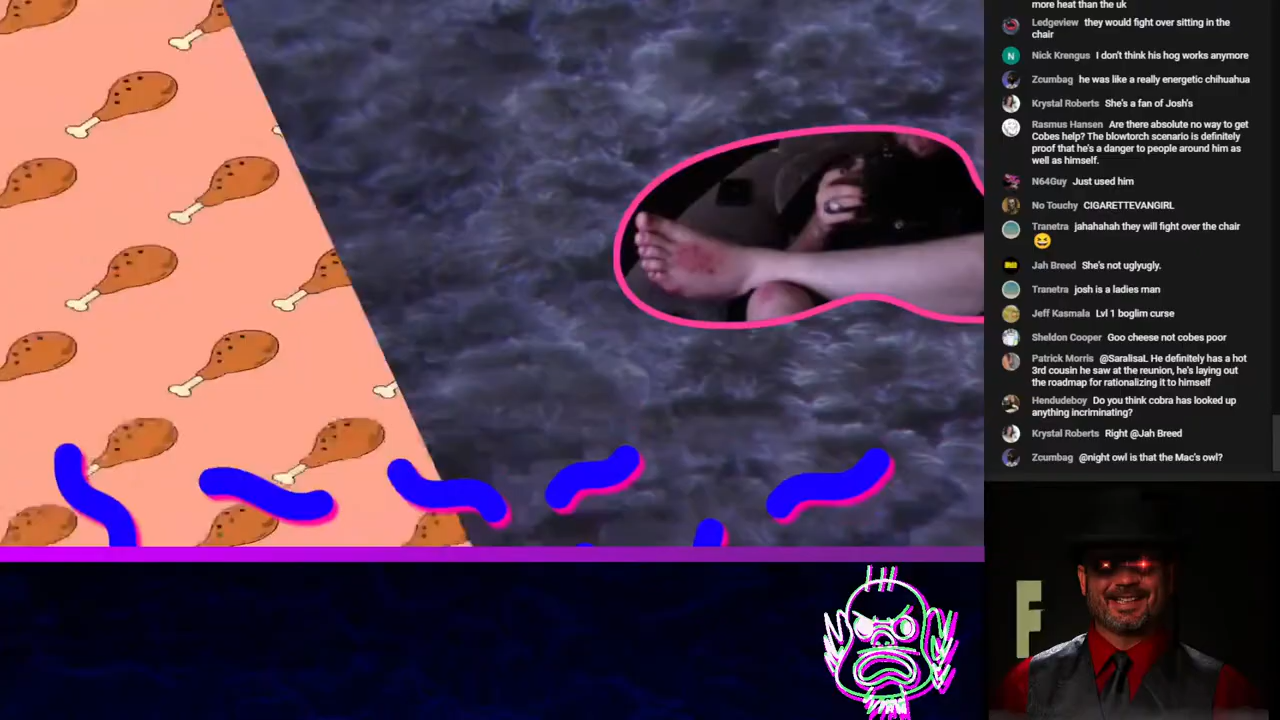 more heat than the uk
Ledgeview they would fight over sitting in the
chair
N Nick Krengus I don't think his hog works anymore
Zcumbag he was like a really energetic chihuahua
Krystal Roberts She's a fan of Josh's
Rasmus Hansen Are there absolute no way to get
Cobes help? The blowtorch scenario is definitely
proof that he's a danger to people around him as
well as himself.
N64Guy Just used him
No Touchy CIGARETTEVANGIRL
Tranetra jahahahah they will fight over the chair
Jah Breed She's not uglyugly.
Tranetra josh is a ladies man
Jeff Kasmala Lvl 1 boglim curse
Sheldon Cooper Goo cheese not cobes poor
Patrick Morris @SaralisaL He definitely has a hot
3rd cousin he saw at the reunion, he's laying out
the roadmap for rationalizing it to himself
Hendudeboy Do you think cobra has looked up
anything incriminating?
Krystal Roberts Right @Jah Breed
Zcumbag @night owl is that the Mac's owl?
F